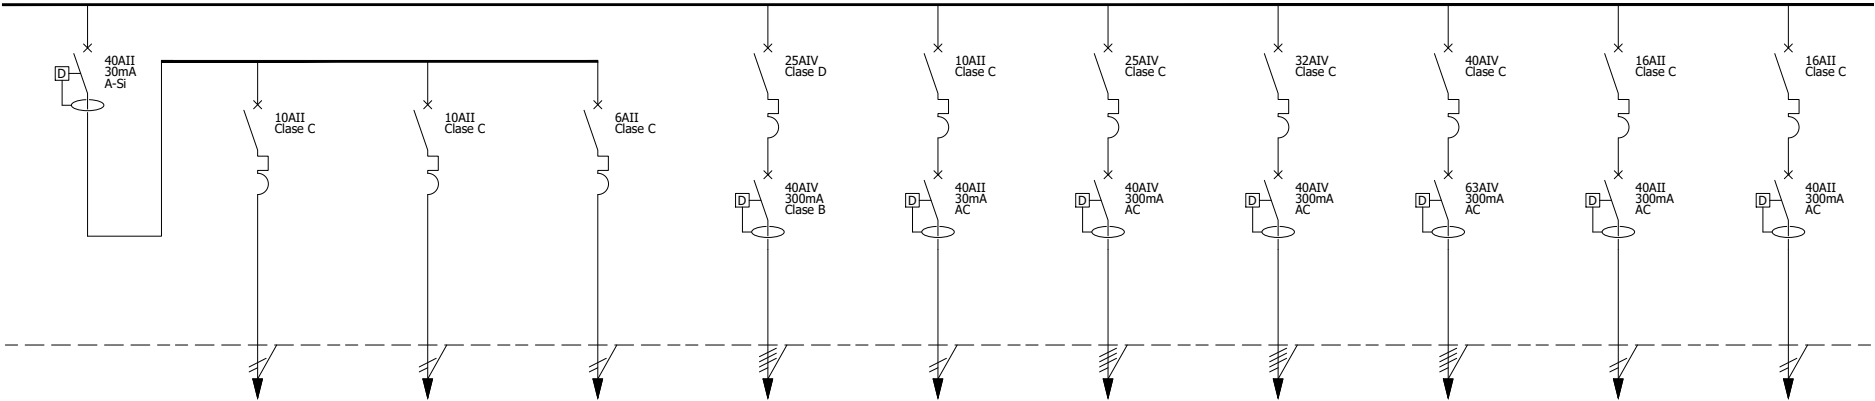 40AII
30mA
A-Si
D
10AII
Clase C
10AII
Clase C
6AII
Clase C
25AIV
Clase D
40AIV
300mA
Clase B
D
10AII
Clase C
40AII
30mA
AC
D
25AIV
Clase C
40AIV
300mA
AC
D
32AIV
Clase C
40AIV
300mA
AC
D
40AIV
Clase C
63AIV
300mA
AC
D
16AII
Clase C
40AII
300mA
AC
D
16AII
Clase C
40AII
300mA
AC
D